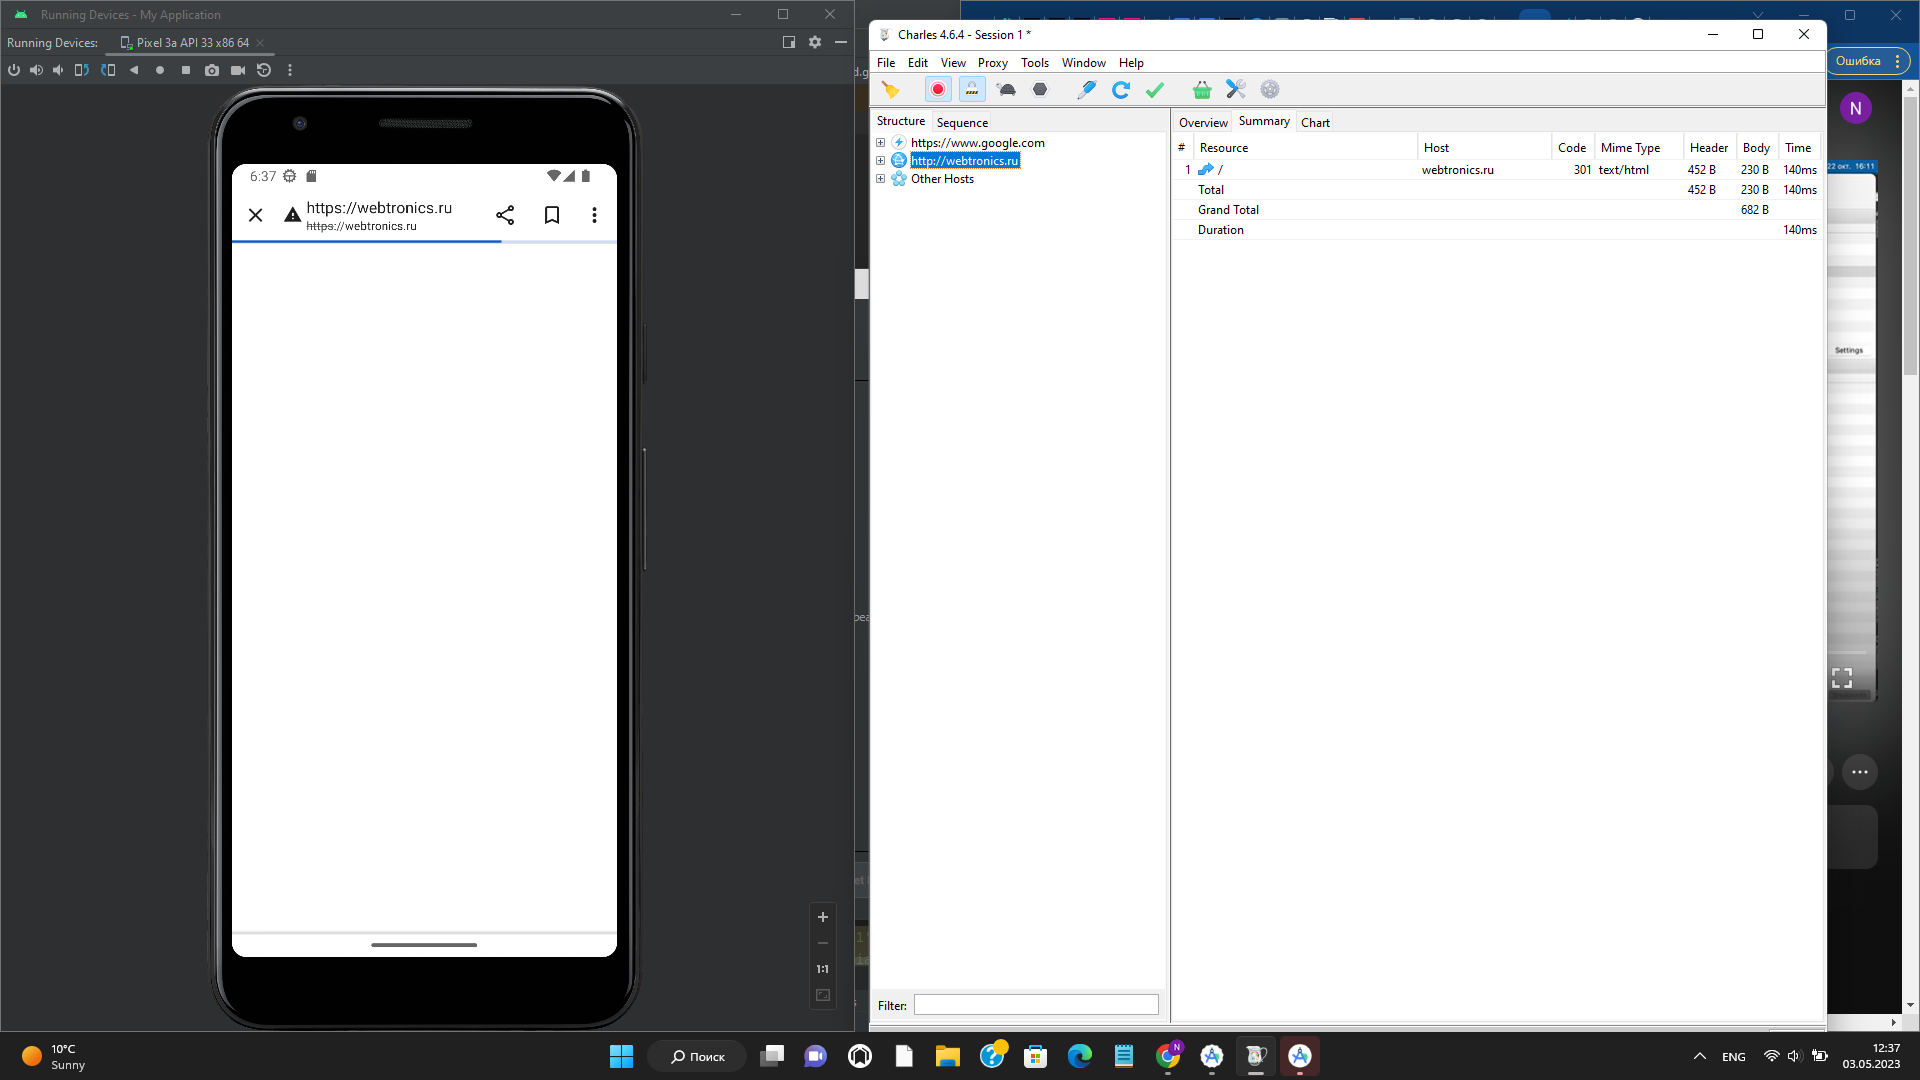 Running Devices - My Application
Running Devices:
Pixel 3a API 33 x86 64
6:37
https://webtronics.ru
https://webtronics.ru
1:1
Charles 4.6.4 - Session 1 *
File Edit View Proxy Tools Window Help
Structure Sequence
https://www.google.com
http://webtronics.ru
Other Hosts
Filter:
Overview Summary Chart
# Resource Host Code Mime Type Header Body Time
1 / webtronics.ru 301 text/html 452 B 230 B 140ms
Total 452 B 230 B 140ms
Grand Total 682 B
Duration 140ms
Ошибка
N
22 окт. 16:11
Settings
10°C
Sunny
Поиск
N
ENG
12:37
03.05.2023